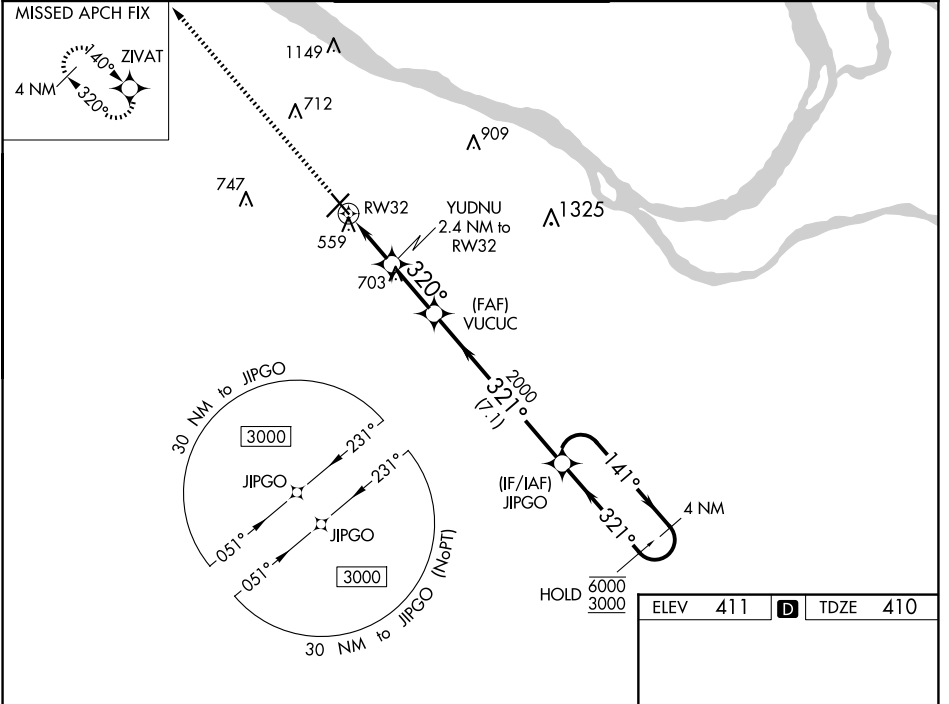 MISSED APCH FIX
ZIVAT
140°
4 NM
320°
1149
712
909
747
RW32
559
YUDNU
2.4 NM to
RW32
1325
703
320°
(FAF)
VUCUC
2000
321°
(7.1)
30 NM to JIPGO
3000
231°
JIPGO
051°
231°
JIPGO
051°
3000
30 NM to JIPGO (NoPT)
(IF/IAF)
JIPGO
141°
321°
4 NM
HOLD
6000
3000
ELEV 411 D TDZE 410